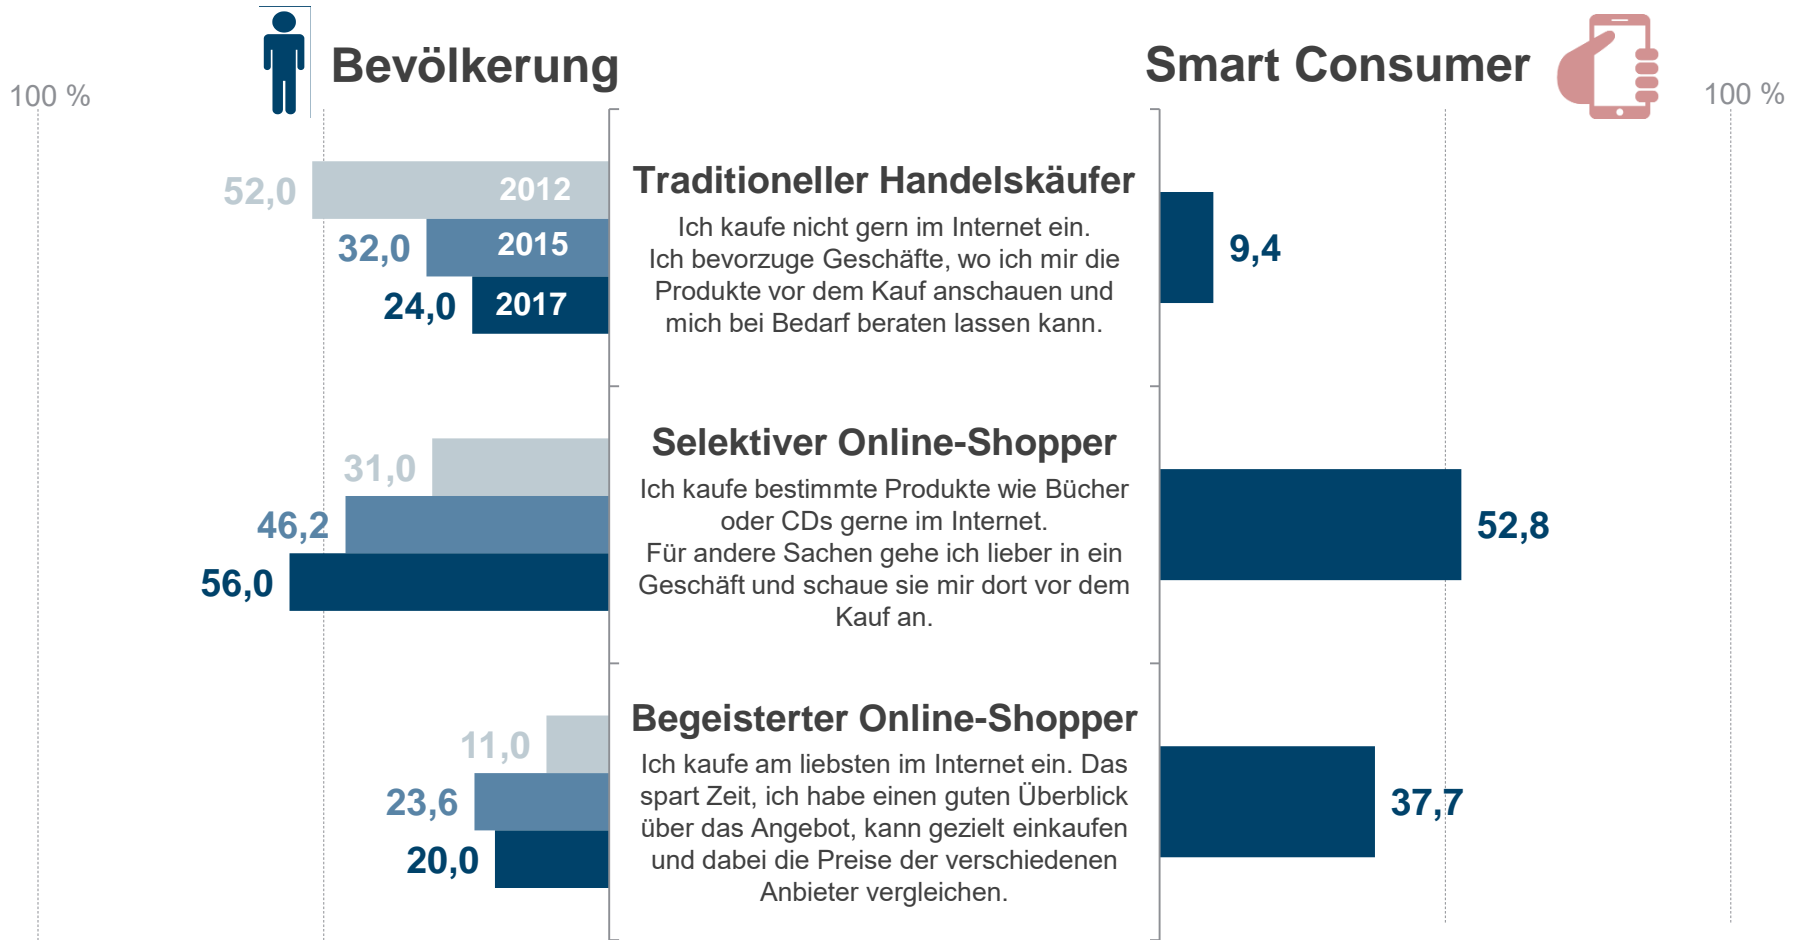 Bevölkerung
Smart Consumer
100 %
100 %
52,0
2012
32,0
2015
24,0
2017
Traditioneller Handelskäufer
Ich kaufe nicht gern im Internet ein.
Ich bevorzuge Geschäfte, wo ich mir die
Produkte vor dem Kauf anschauen und
mich bei Bedarf beraten lassen kann.
9,4
31,0
46,2
56,0
Selektiver Online-Shopper
Ich kaufe bestimmte Produkte wie Bücher
oder CDs gerne im Internet.
Für andere Sachen gehe ich lieber in ein
Geschäft und schaue sie mir dort vor dem
Kauf an.
52,8
11,0
23,6
20,0
Begeisterter Online-Shopper
Ich kaufe am liebsten im Internet ein. Das
spart Zeit, ich habe einen guten Überblick
über das Angebot, kann gezielt einkaufen
und dabei die Preise der verschiedenen
Anbieter vergleichen.
37,7